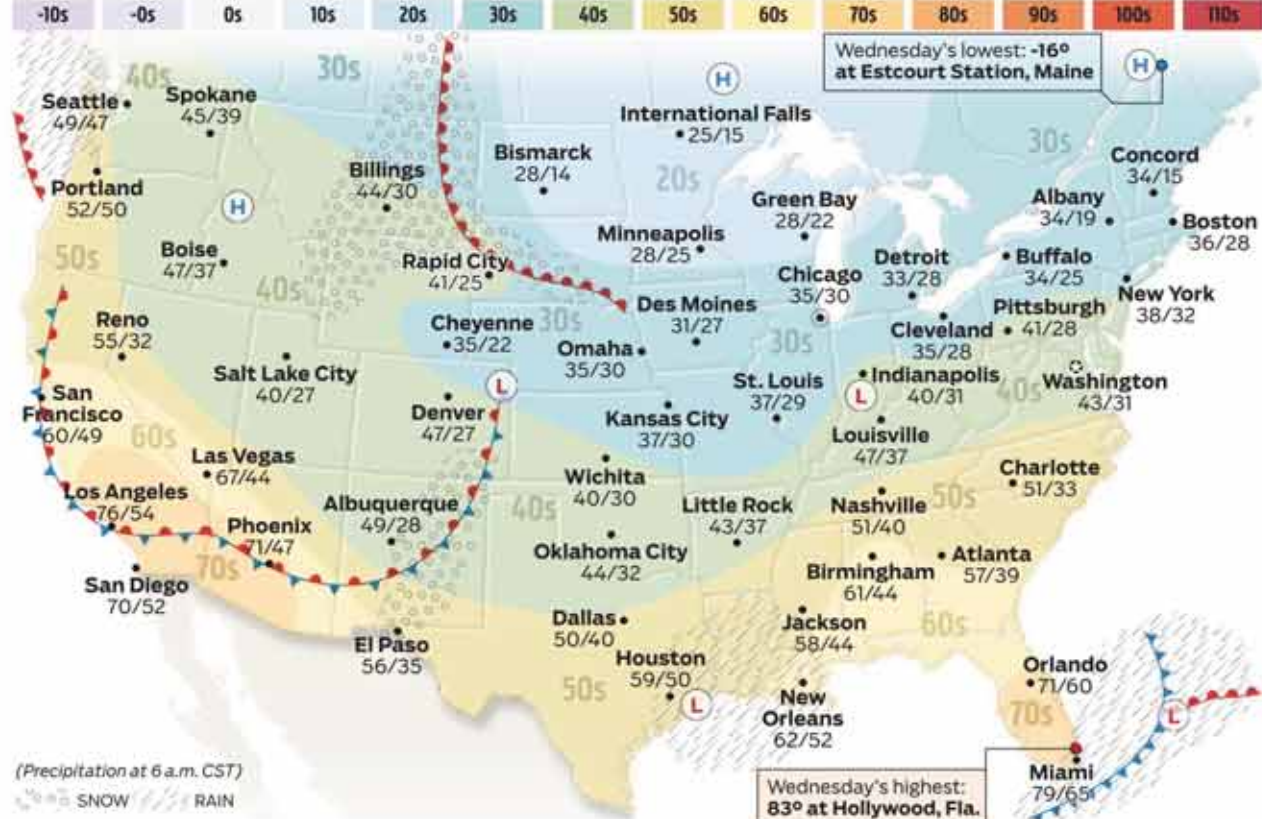 -10s -0s 0s 10s 20s 30s 40s 50s 60s 70s 80s 90s 100s 110s
Wednesday's lowest: -16°
at Estcourt Station, Maine
H
H
40s
30s
Seattle
49/47
Spokane
45/39
International Falls
25/15
30s
Bismarck
28/14
Concord
34/15
Billings
44/30
20s
Portland
52/50
H
Green Bay
28/22
Albany
34/19
Boston
36/28
Minneapolis
28/25
Boise
47/37
50s
Rapid City
41/25
Detroit
33/28
Buffalo
34/25
Chicago
35/30
40s
New York
38/32
Des Moines
31/27
Pittsburgh
41/28
Reno
55/32
Cheyenne
35/22
30s
Cleveland
35/28
Omaha
35/30
30s
Salt Lake City
40/27
St. Louis
37/29
Indianapolis
40/31
Washington
43/31
40s
L
L
San
Francisco
60/49
Denver
47/27
Kansas City
37/30
Louisville
47/37
60s
Las Vegas
67/44
Wichita
40/30
Charlotte
51/33
Los Angeles
76/54
Albuquerque
49/28
40s
Little Rock
43/37
Nashville
51/40
50s
Phoenix
71/47
Oklahoma City
44/32
Atlanta
57/39
70s
San Diego
70/52
Birmingham
61/44
Dallas
50/40
Jackson
58/44
60s
El Paso
56/35
Houston
59/50
50s
L
Orlando
71/60
New
Orleans
62/52
70s
L
(Precipitation at 6 a.m. CST)
SNOW RAIN
Miami
79/65
Wednesday's highest:
83° at Hollywood, Fla.